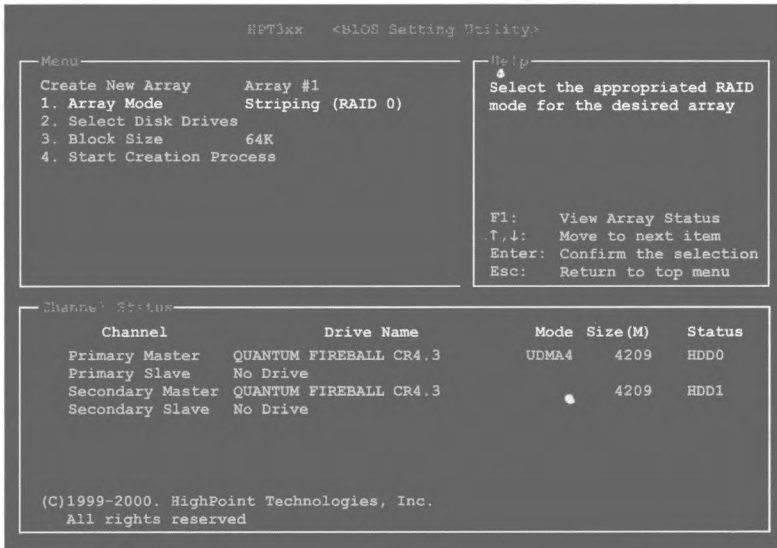 HPT3xx <BIOS Setting Utility>
Menu
Create New Array Array #1
1. Array Mode Striping (RAID 0)
2. Select Disk Drives
3. Block Size 64K
4. Start Creation Process
Help
Select the appropriated RAID
mode for the desired array
F1: View Array Status
↑,↓: Move to next item
Enter: Confirm the selection
Esc: Return to top menu
Channel Status
Channel Drive Name Mode Size(M) Status
Primary Master QUANTUM FIREBALL CR4.3 UDMA4 4209 HDD0
Primary Slave No Drive
Secondary Master QUANTUM FIREBALL CR4.3 4209 HDD1
Secondary Slave No Drive
(C)1999-2000. HighPoint Technologies, Inc.
All rights reserved